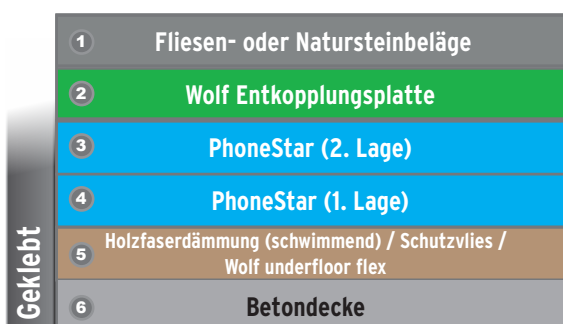 1 Fliesen- oder Natursteinbeläge
2 Wolf Entkopplungsplatte
3 PhoneStar (2. Lage)
4 PhoneStar (1. Lage)
5 Holzfaserdämmung (schwimmend) / Schutzvlies /
Wolf underfloor flex
6 Betondecke
Geklebt